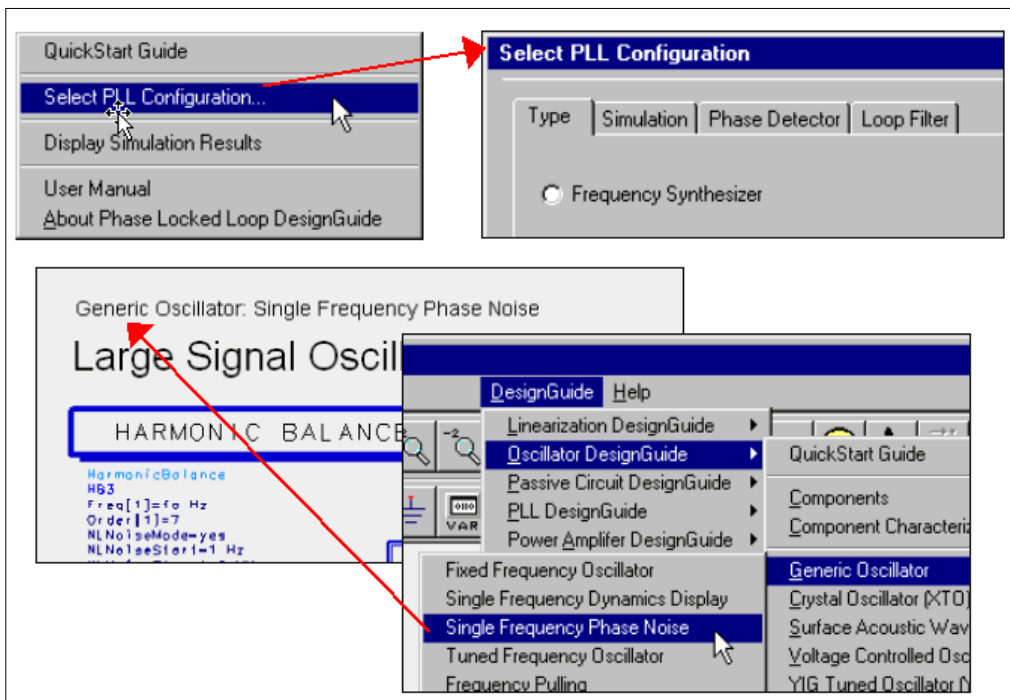 QuickStart Guide
Select PLL Configuration...
Display Simulation Results
User Manual
About Phase Locked Loop DesignGuide
Select PLL Configuration
Type Simulation Phase Detector Loop Filter
Frequency Synthesizer
Generic Oscillator: Single Frequency Phase Noise
Large Signal Oscil
HARMONIC BALANCE
HarmonicBalance
HB3
Freq[1]=fo Hz
Order[1]=7
NLNoiseMode=yes
NLNoiseStart=1 Hz
DesignGuide Help
Linearization DesignGuide
Oscillator DesignGuide
Passive Circuit DesignGuide
PLL DesignGuide
Power Amplifer DesignGuide
-2
VAR
QuickStart Guide
Components
Component Characteriz
Generic Oscillator
Crystal Oscillator (XTO)
Surface Acoustic Wav
Voltage Controlled Osc
YIG Tuned Oscillator
Fixed Frequency Oscillator
Single Frequency Dynamics Display
Single Frequency Phase Noise
Tuned Frequency Oscillator
Frequency Pulling